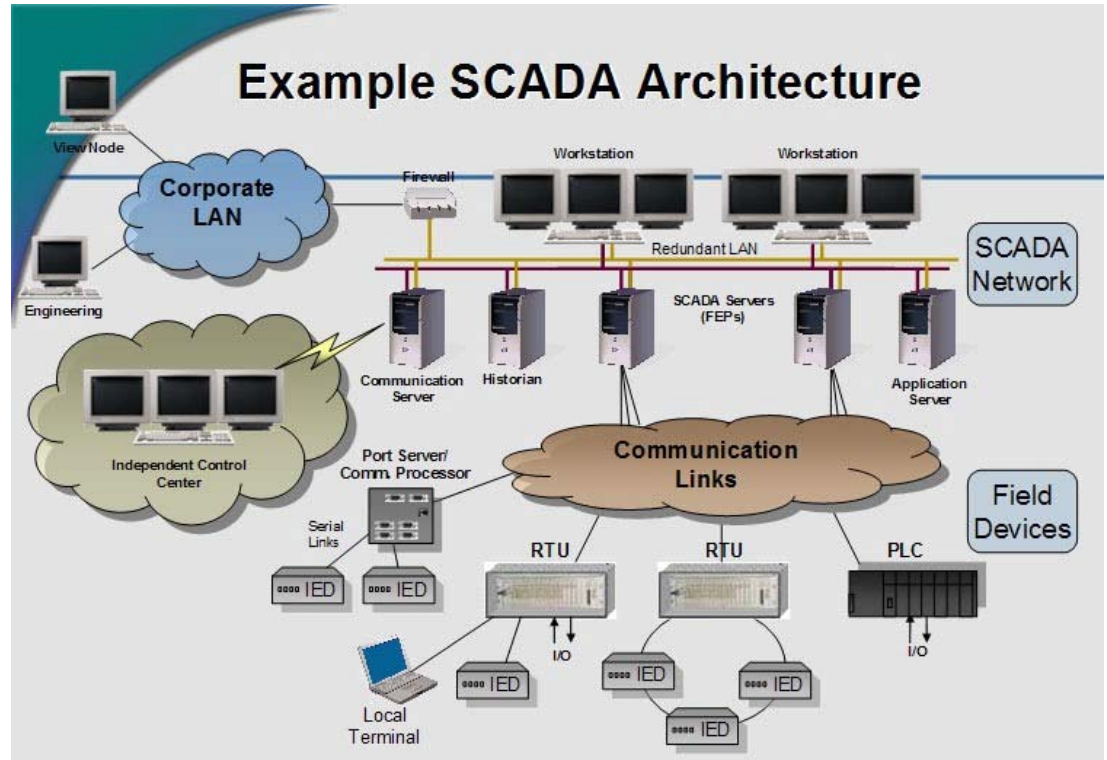 Example SCADA Architecture
View Node
Corporate
LAN
Firewall
Workstation
Workstation
Redundant LAN
SCADA
Network
Engineering
SCADA Servers
(FEPs)
Communication
Server
Historian
Application
Server
Independent Control
Center
Port Server/
Comm. Processor
Communication
Links
Field
Devices
Serial
Links
RTU
RTU
PLC
IED
IED
I/O
I/O
IED
IED
IED
IED
Local
Terminal